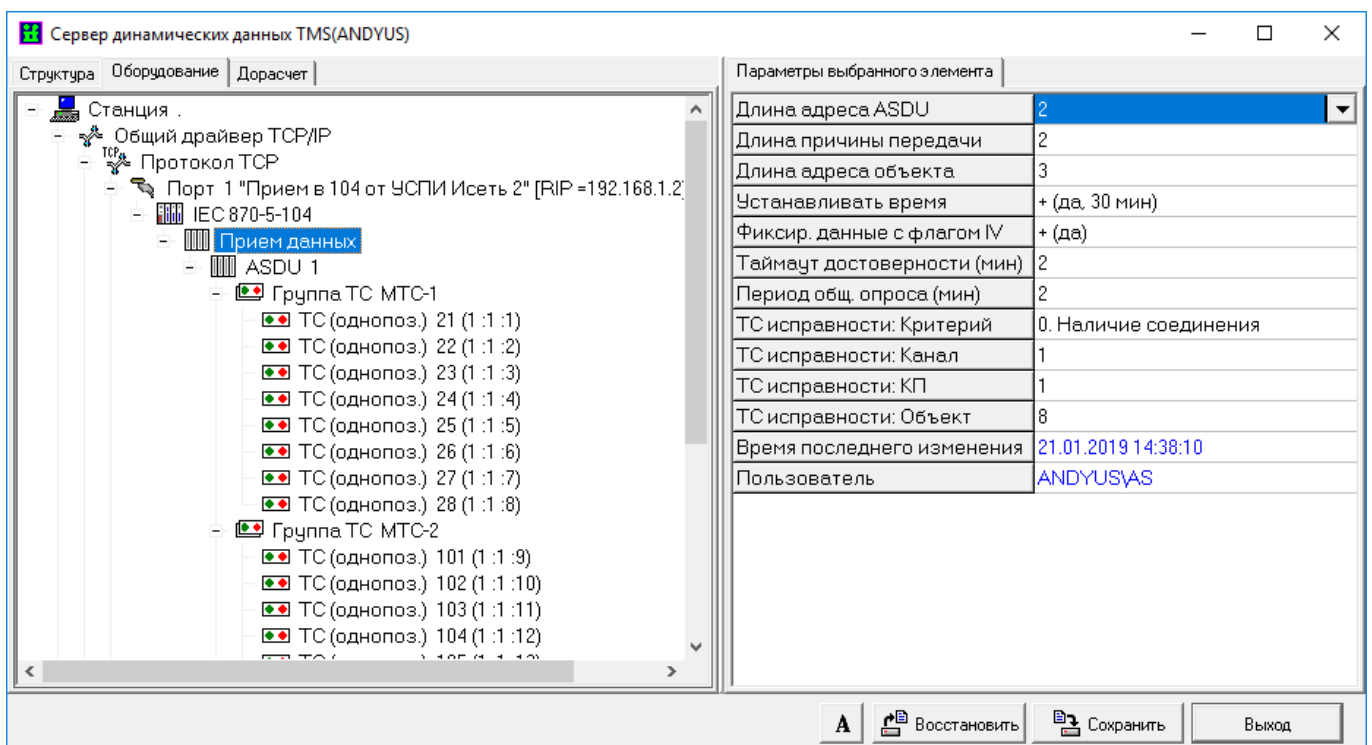 Сервер динамических данных TMS(ANDYUS)
Структура Оборудование Дорасчет
Станция .
Общий драйвер TCP/IP
TCP Протокол TCP
Порт 1 "Прием в 104 от УСПИ Исеть 2" [RIP =192.168.1.2
IEC 870-5-104
Прием данных
ASDU 1
Группа ТС МТС-1
ТС (однопоз.) 21 (1 :1 :1)
ТС (однопоз.) 22 (1 :1 :2)
ТС (однопоз.) 23 (1 :1 :3)
ТС (однопоз.) 24 (1 :1 :4)
ТС (однопоз.) 25 (1 :1 :5)
ТС (однопоз.) 26 (1 :1 :6)
ТС (однопоз.) 27 (1 :1 :7)
ТС (однопоз.) 28 (1 :1 :8)
Группа ТС МТС-2
ТС (однопоз.) 101 (1 :1 :9)
ТС (однопоз.) 102 (1 :1 :10)
ТС (однопоз.) 103 (1 :1 :11)
ТС (однопоз.) 104 (1 :1 :12)
Параметры выбранного элемента
Длина адреса ASDU 2
Длина причины передачи 2
Длина адреса объекта 3
Устанавливать время + (да, 30 мин)
Фиксир. данные с флагом IV + (да)
Таймаут достоверности (мин) 2
Период общ. опроса (мин) 2
ТС исправности: Критерий 0. Наличие соединения
ТС исправности: Канал 1
ТС исправности: КП 1
ТС исправности: Объект 8
Время последнего изменения 21.01.2019 14:38:10
Пользователь ANDYUS\AS
A Восстановить Сохранить Выход